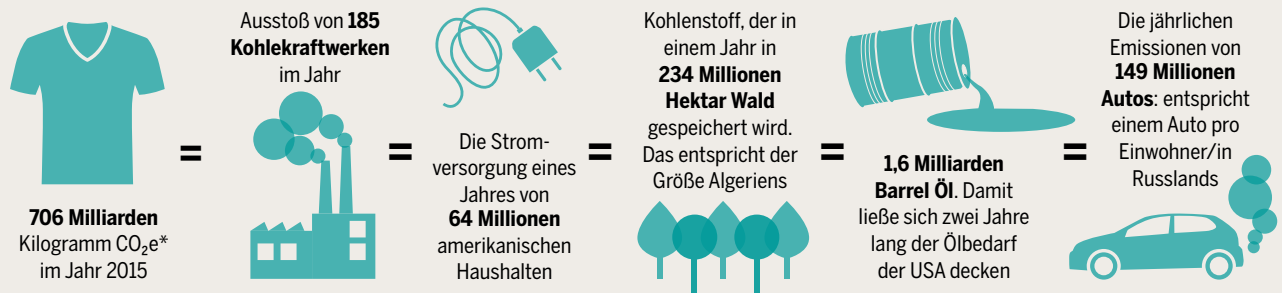 706 Milliarden
Kilogramm CO₂e*
im Jahr 2015
=
Ausstoß von 185
Kohlekraftwerken
im Jahr
=
Die Strom-
versorgung eines
Jahres von
64 Millionen
amerikanischen
Haushalten
=
Kohlenstoff, der in
einem Jahr in
234 Millionen
Hektar Wald
gespeichert wird.
Das entspricht der
Größe Algeriens
=
1,6 Milliarden
Barrel Öl. Damit
ließe sich zwei Jahre
lang der Ölbedarf
der USA decken
=
Die jährlichen
Emissionen von
149 Millionen
Autos: entspricht
einem Auto pro
Einwohner/in
Russlands